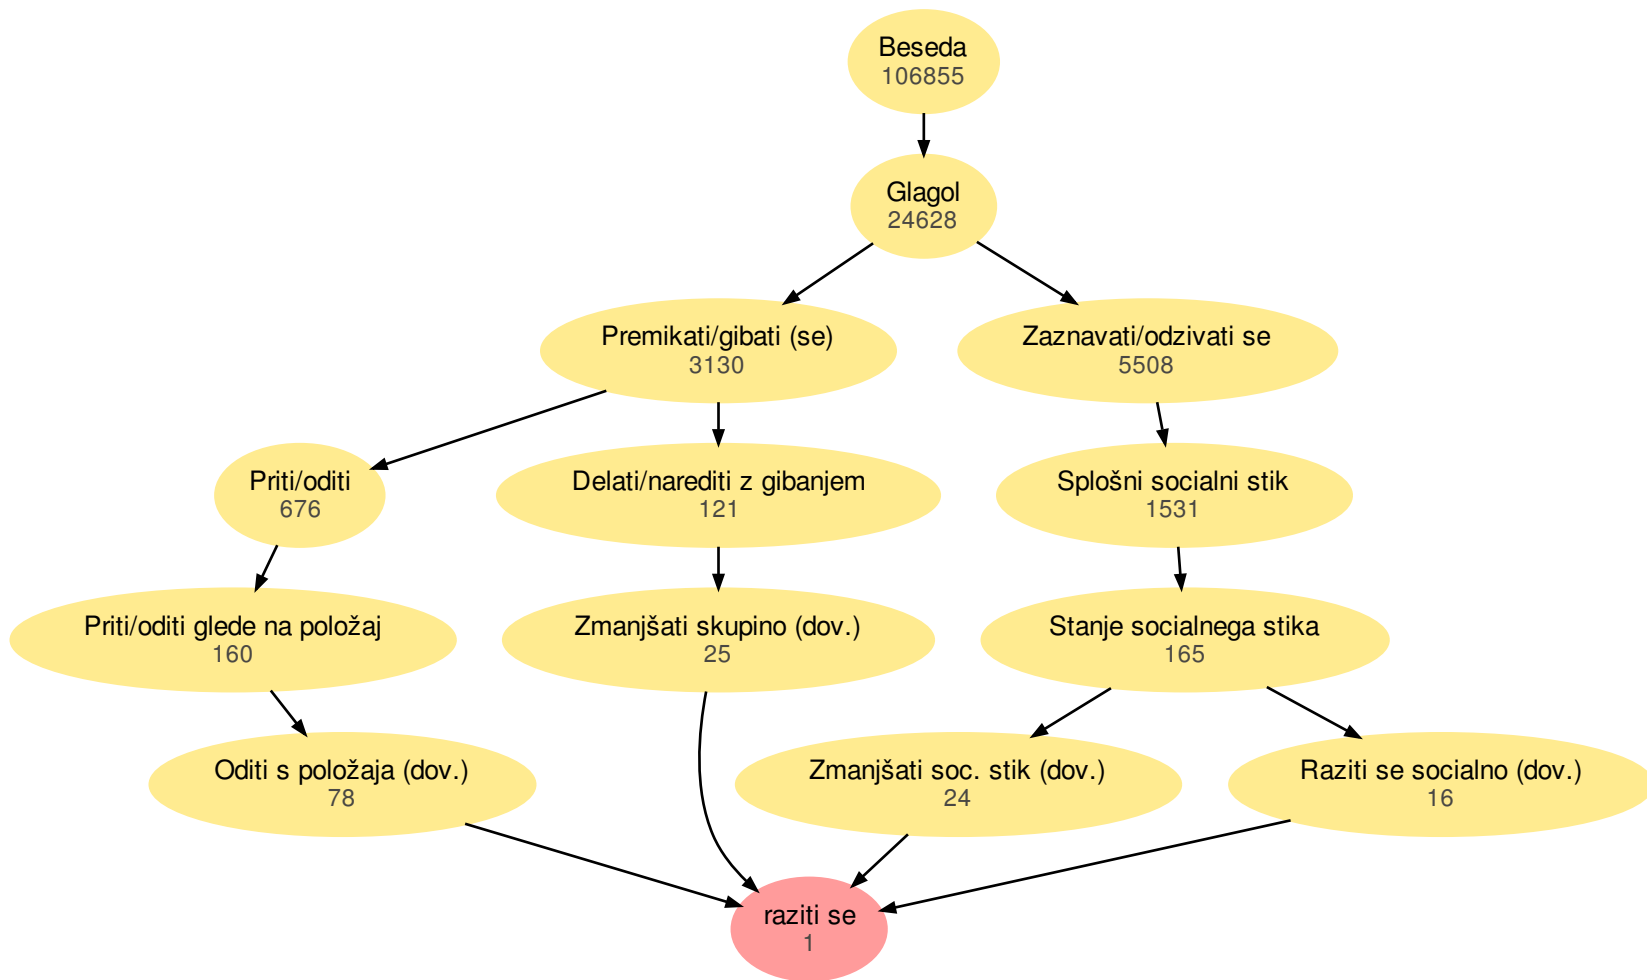 Beseda
106855
Glagol
24628
Premikati/gibati (se)
3130
Zaznavati/odzivati se
5508
Priti/oditi
676
Delati/narediti z gibanjem
121
Splošni socialni stik
1531
Priti/oditi glede na položaj
160
Zmanjšati skupino (dov.)
25
Stanje socialnega stika
165
Oditi s položaja (dov.)
78
Zmanjšati soc. stik (dov.)
24
Raziti se socialno (dov.)
16
raziti se
1